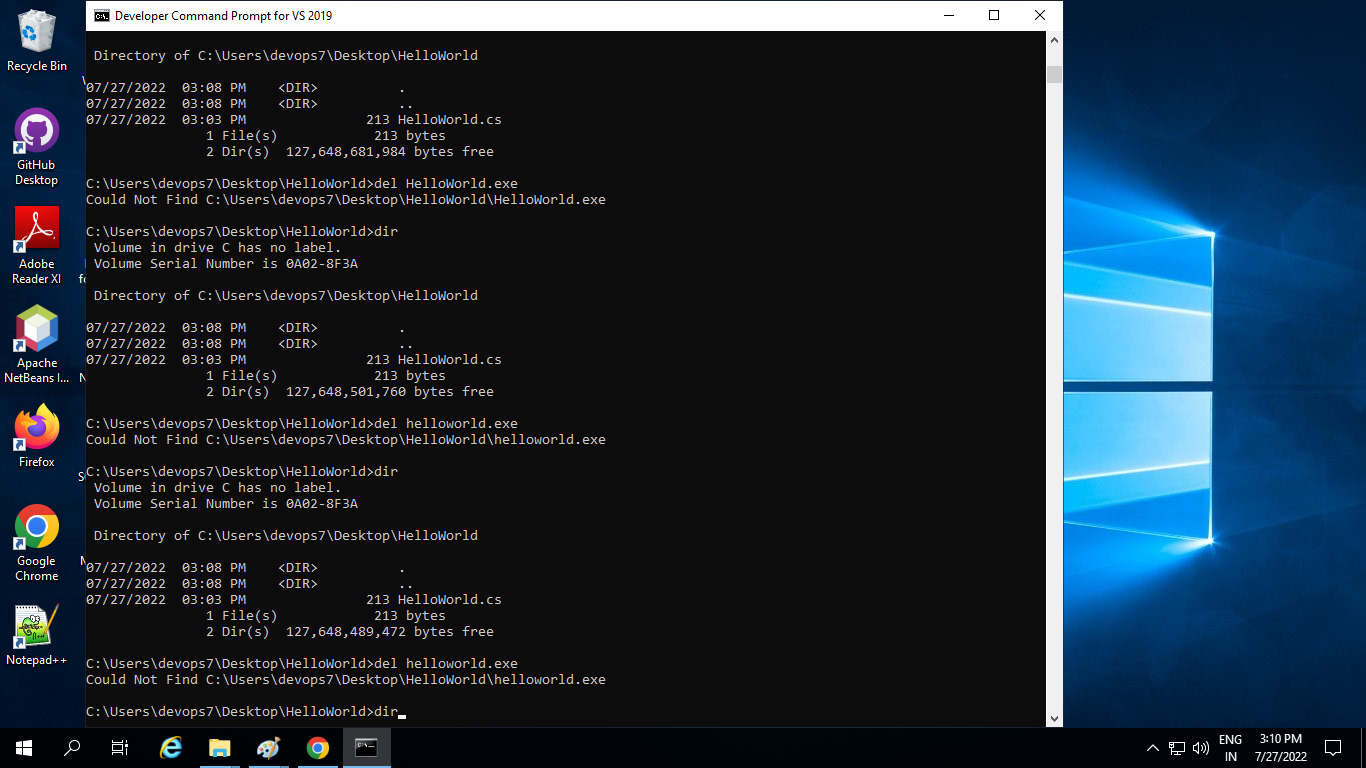 Developer Command Prompt for VS 2019
Directory of C:\Users\devops7\Desktop\HelloWorld
07/27/2022  03:08 PM    <DIR>          .
07/27/2022  03:08 PM    <DIR>          ..
07/27/2022  03:03 PM               213 HelloWorld.cs
1 File(s)            213 bytes
2 Dir(s)  127,648,681,984 bytes free
C:\Users\devops7\Desktop\HelloWorld>del HelloWorld.exe
Could Not Find C:\Users\devops7\Desktop\HelloWorld\HelloWorld.exe
C:\Users\devops7\Desktop\HelloWorld>dir
Volume in drive C has no label.
Volume Serial Number is 0A02-8F3A
Directory of C:\Users\devops7\Desktop\HelloWorld
07/27/2022  03:08 PM    <DIR>          .
07/27/2022  03:08 PM    <DIR>          ..
07/27/2022  03:03 PM               213 HelloWorld.cs
1 File(s)            213 bytes
2 Dir(s)  127,648,501,760 bytes free
C:\Users\devops7\Desktop\HelloWorld>del helloworld.exe
Could Not Find C:\Users\devops7\Desktop\HelloWorld\helloworld.exe
C:\Users\devops7\Desktop\HelloWorld>dir
Volume in drive C has no label.
Volume Serial Number is 0A02-8F3A
Directory of C:\Users\devops7\Desktop\HelloWorld
07/27/2022  03:08 PM    <DIR>          .
07/27/2022  03:08 PM    <DIR>          ..
07/27/2022  03:03 PM               213 HelloWorld.cs
1 File(s)            213 bytes
2 Dir(s)  127,648,489,472 bytes free
C:\Users\devops7\Desktop\HelloWorld>del helloworld.exe
Could Not Find C:\Users\devops7\Desktop\HelloWorld\helloworld.exe
C:\Users\devops7\Desktop\HelloWorld>dir
Recycle Bin
GitHub
Desktop
Adobe
Reader XI
Apache
NetBeans I...
Firefox
Google
Chrome
Notepad++
ENG
IN
3:10 PM
7/27/2022